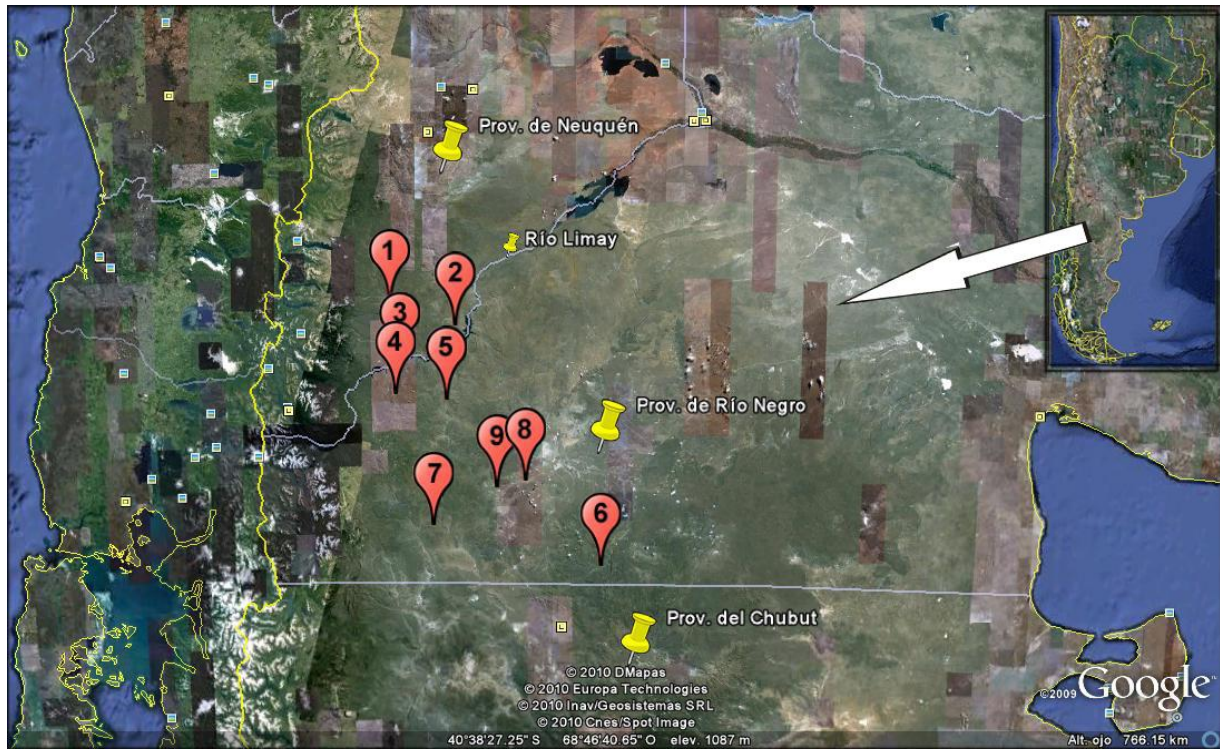 Prov. de Neuquén
Río Limay
1
2
3
4
5
Prov. de Río Negro
9
8
7
6
Prov. del Chubut
© 2010 DMapas
© 2010 Europa Technologies
© 2010 Inav/Geosistemas SRL
© 2010 Cnes/Spot Image
©2009 Google™
40°38'27.25" S 68°46'40.65" O elev. 1087 m
Alt. ojo 766.15 km